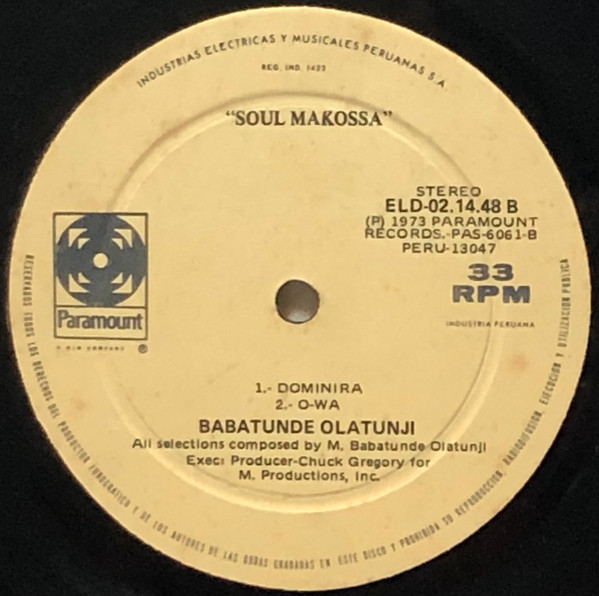 INDUSTRIAS ELECTRICAS Y MUSICALES PERUANAS S.A.
REG. IND. 1422
"SOUL MAKOSSA"
STEREO
ELD-02.14.48 B
(P) 1973 PARAMOUNT
RECORDS.-PAS-6061-B
PERU-13047
33
RPM
INDUSTRIA PERUANA
Paramount
A G+W COMPANY ®
1.- DOMINIRA
2.- O-WA
BABATUNDE OLATUNJI
All selections composed by M. Babatunde Olatunji
Exec: Producer-Chuck Gregory for
M. Productions, Inc.
RESERVADOS TODOS LOS DERECHOS DEL PRODUCTOR FONOGRAFICO Y DE LOS AUTORES DE LAS OBRAS GRABADAS EN ESTE DISCO Y PROHIBIDA SU REPRODUCCION, RADIODIFUSION, EJECUCION Y UTILIZACION PUBLICA